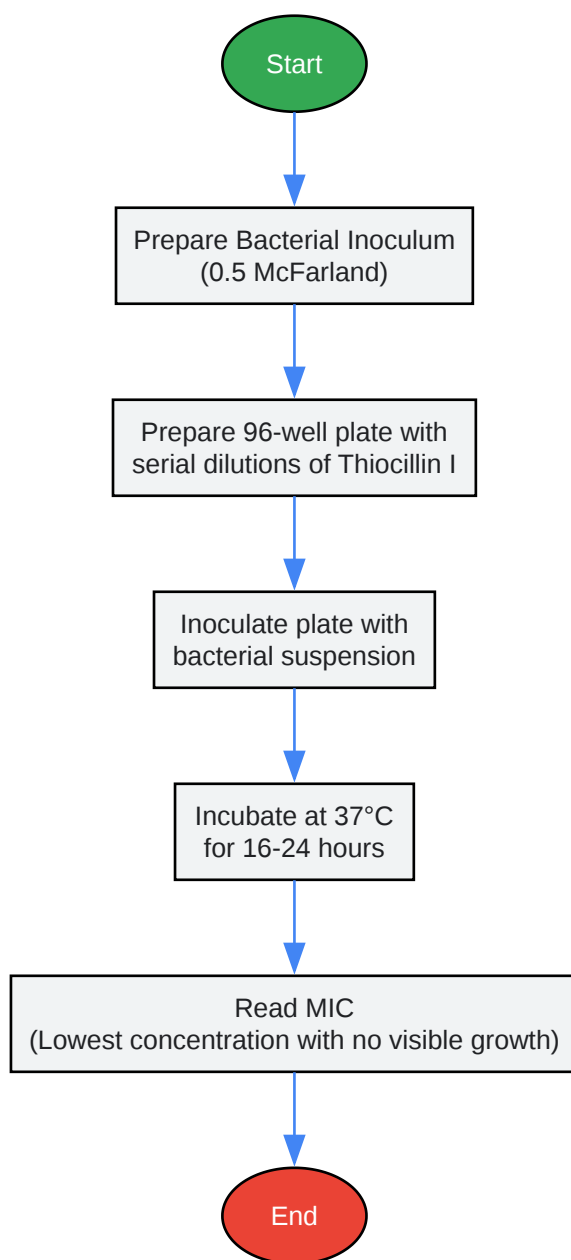 Start
Prepare Bacterial Inoculum
(0.5 McFarland)
Prepare 96-well plate with
serial dilutions of Thiocillin I
Inoculate plate with
bacterial suspension
Incubate at 37°C
for 16-24 hours
Read MIC
(Lowest concentration with no visible growth)
End